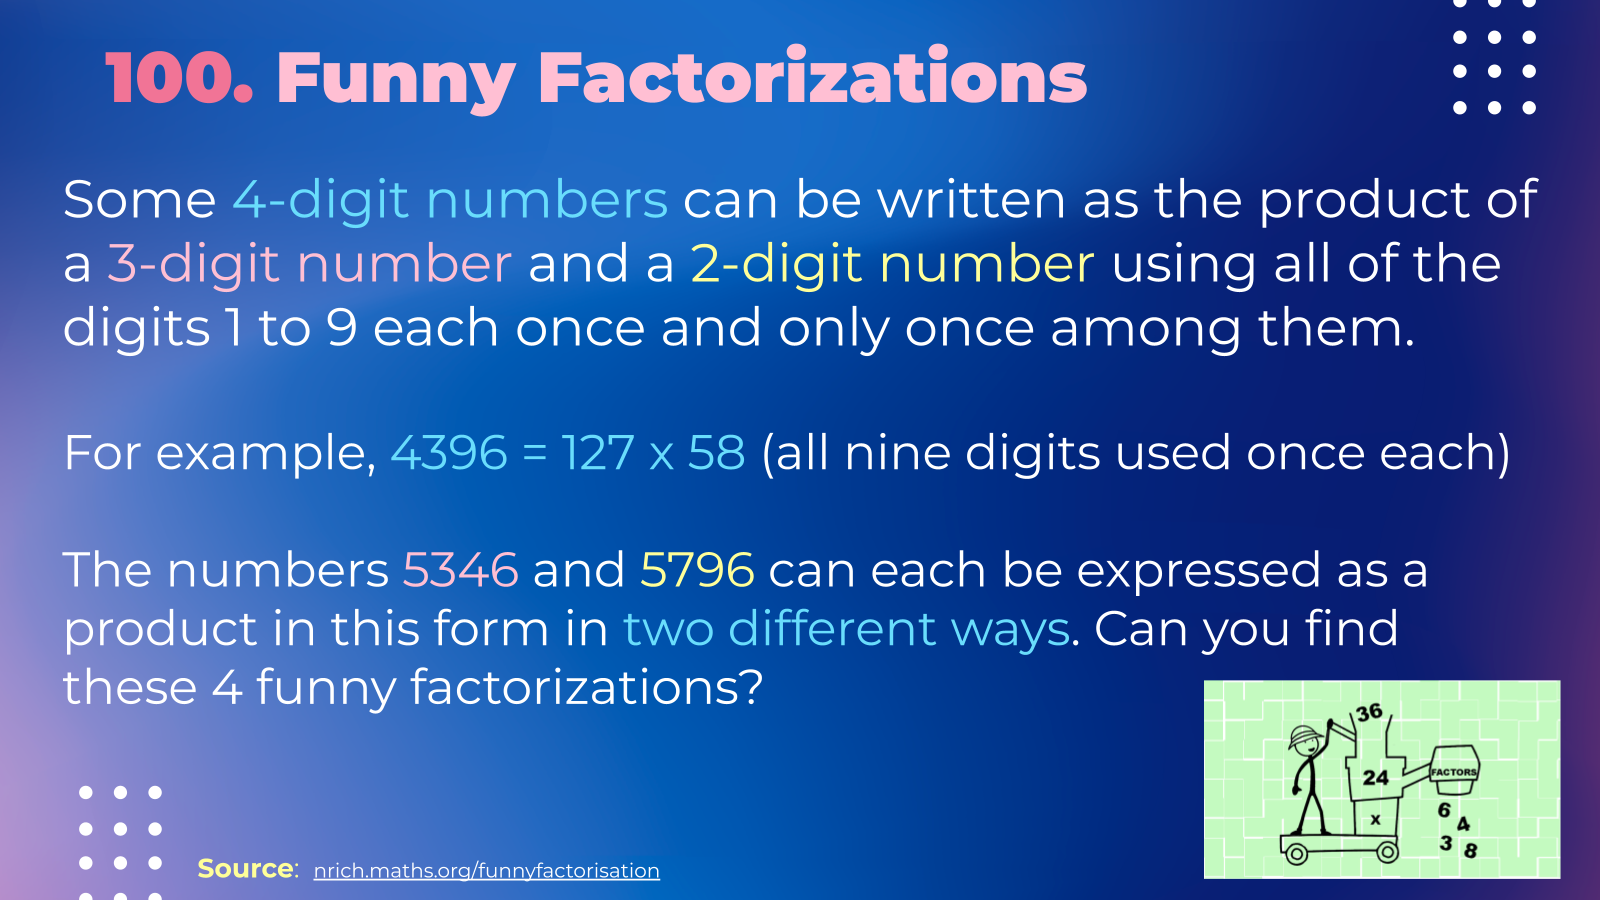 100. Funny Factorizations
Some 4-digit numbers can be written as the product of
a 3-digit number and a 2-digit number using all of the
digits 1 to 9 each once and only once among them.
For example, 4396 = 127 x 58 (all nine digits used once each)
The numbers 5346 and 5796 can each be expressed as a
product in this form in two different ways. Can you find
these 4 funny factorizations?
36
24
FACTORS
x
6
4
3
8
Source: nrich.maths.org/funnyfactorisation